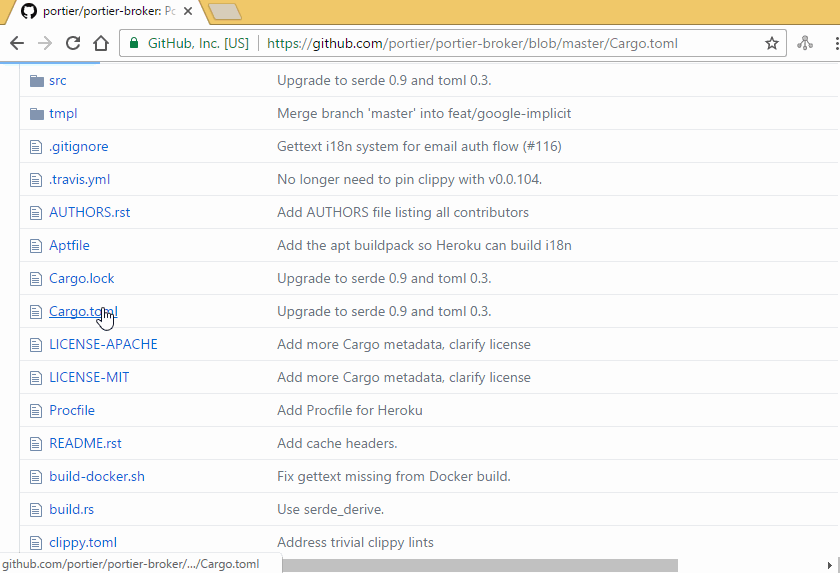 portier/portier-broker: Po
GitHub, Inc. [US] https://github.com/portier/portier-broker/blob/master/Cargo.toml
src Upgrade to serde 0.9 and toml 0.3.
tmpl Merge branch 'master' into feat/google-implicit
.gitignore Gettext i18n system for email auth flow (#116)
.travis.yml No longer need to pin clippy with v0.0.104.
AUTHORS.rst Add AUTHORS file listing all contributors
Aptfile Add the apt buildpack so Heroku can build i18n
Cargo.lock Upgrade to serde 0.9 and toml 0.3.
Cargo.toml Upgrade to serde 0.9 and toml 0.3.
LICENSE-APACHE Add more Cargo metadata, clarify license
LICENSE-MIT Add more Cargo metadata, clarify license
Procfile Add Procfile for Heroku
README.rst Add cache headers.
build-docker.sh Fix gettext missing from Docker build.
build.rs Use serde_derive.
clippy.toml Address trivial clippy lints
github.com/portier/portier-broker/.../Cargo.toml